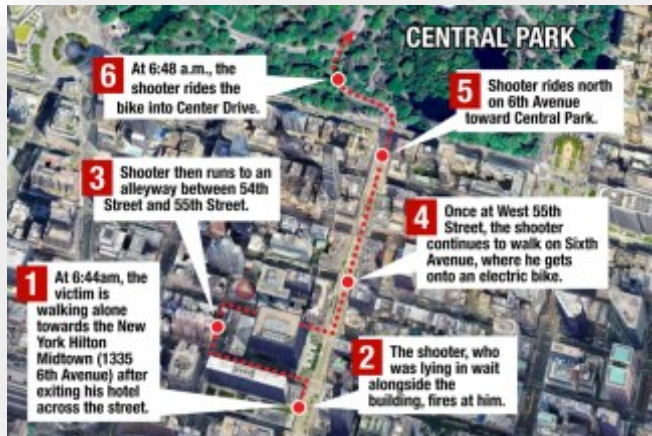 CENTRAL PARK
1
At 6:44am, the
victim is
walking alone
towards the New
York Hilton
Midtown (1335
6th Avenue) after
exiting his hotel
across the street.
2
The shooter, who
was lying in wait
alongside the
building, fires at him.
3
Shooter then runs to an
alleyway between 54th
Street and 55th Street.
4
Once at West 55th
Street, the shooter
continues to walk on Sixth
Avenue, where he gets
onto an electric bike.
5
Shooter rides north
on 6th Avenue
toward Central Park.
6
At 6:48 a.m., the
shooter rides the
bike into Center Drive.